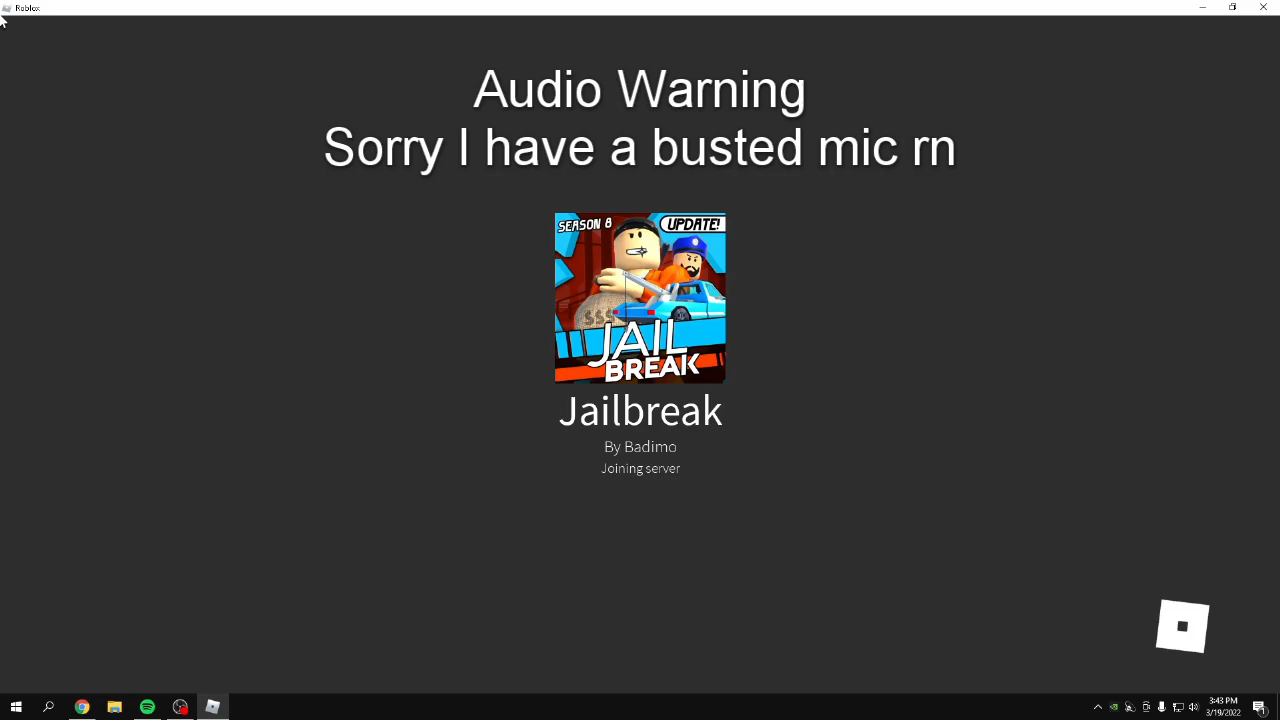 Roblox
Audio Warning
Sorry I have a busted mic rn
SEASON 8
UPDATE!
$$$
JAIL
BREAK
Jailbreak
By Badimo
Joining server
3:43 PM
3/19/2022
1